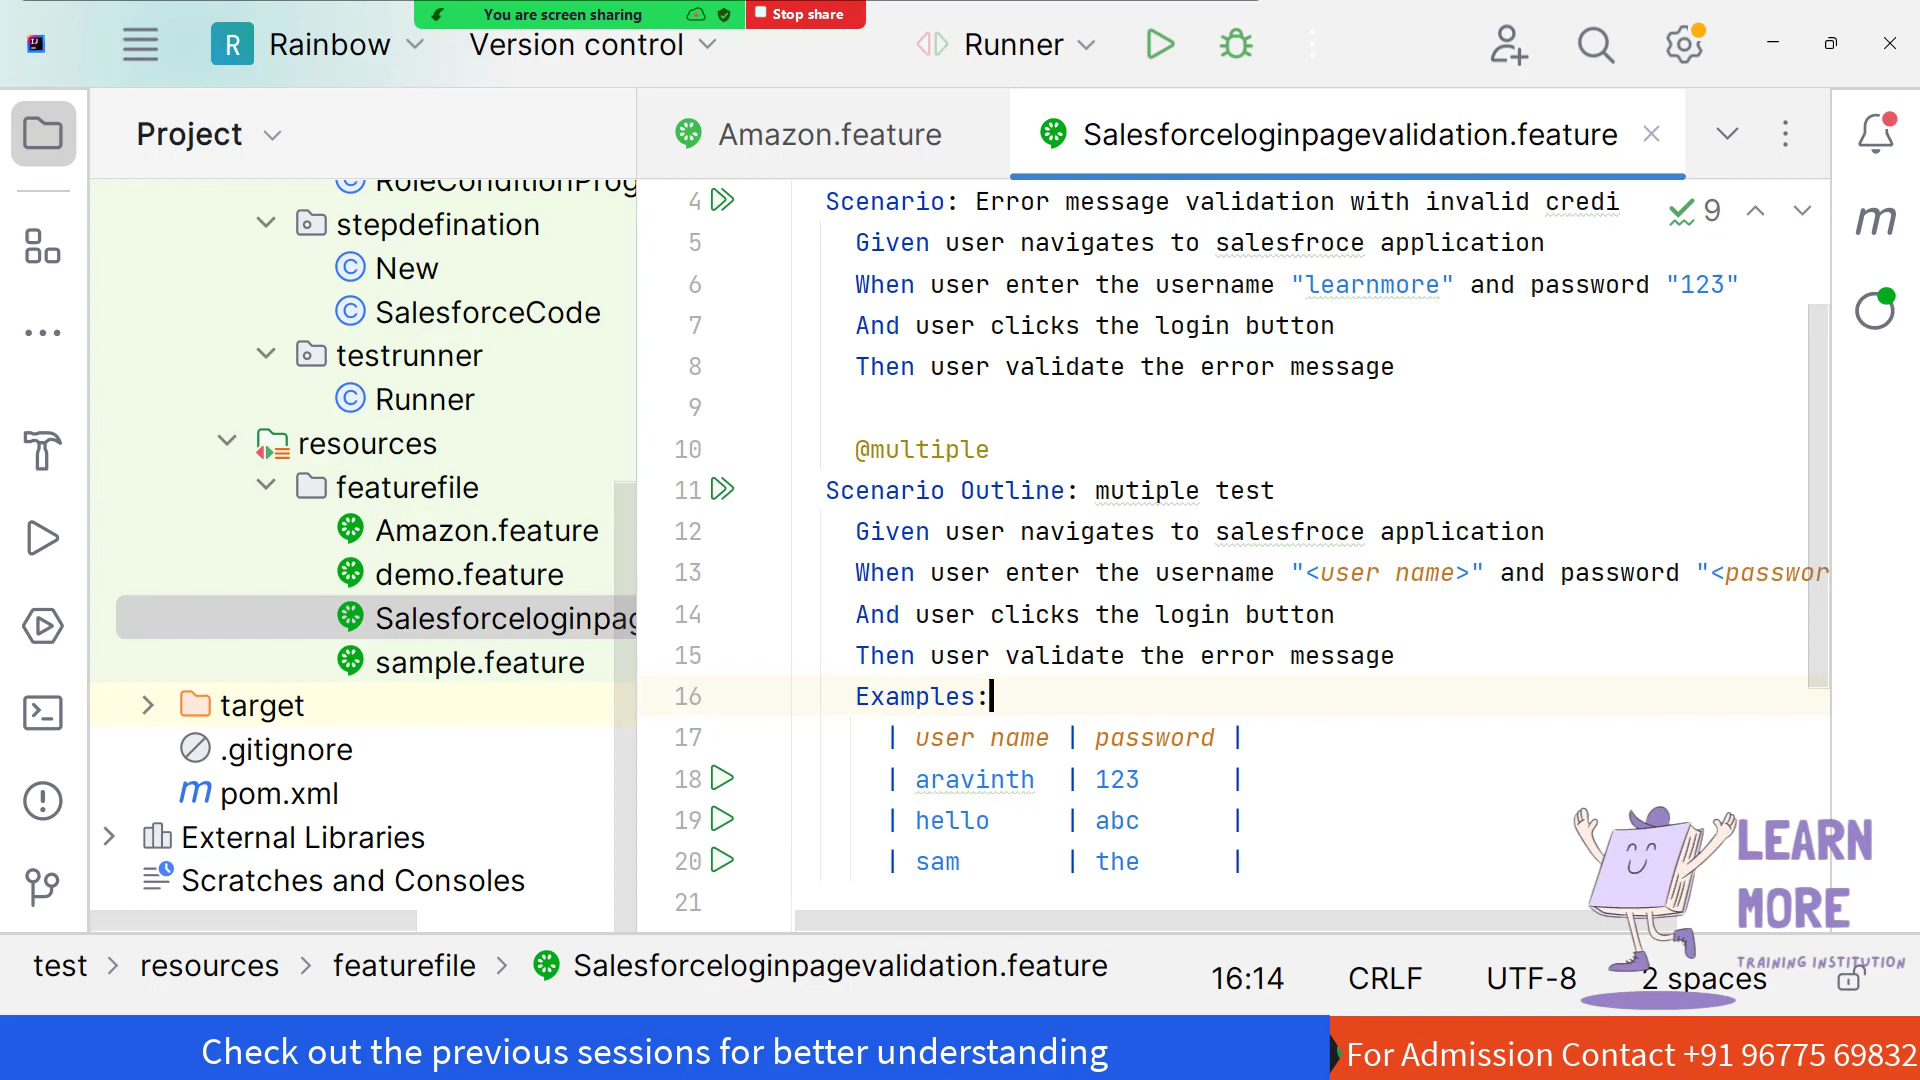 You are screen sharing
Stop share
R Rainbow
Version control
Runner
Project
Amazon.feature
Salesforceloginpagevalidation.feature
stepdefination
New
SalesforceCode
testrunner
Runner
resources
featurefile
Amazon.feature
demo.feature
Salesforceloginpag
sample.feature
target
.gitignore
pom.xml
External Libraries
Scratches and Consoles
9
4 Scenario: Error message validation with invalid credi
5 Given user navigates to salesfroce application
6 When user enter the username "learnmore" and password "123"
7 And user clicks the login button
8 Then user validate the error message
9
10 @multiple
11 Scenario Outline: mutiple test
12 Given user navigates to salesfroce application
13 When user enter the username "<user name>" and password "<passwor
14 And user clicks the login button
15 Then user validate the error message
16 Examples:
17 | user name | password |
18 | aravinth | 123 |
19 | hello | abc |
20 | sam | the |
21
LEARN
MORE
TRAINING INSTITUTION
test > resources > featurefile > Salesforceloginpagevalidation.feature
16:14 CRLF UTF-8 2 spaces
Check out the previous sessions for better understanding
For Admission Contact +91 96775 69832